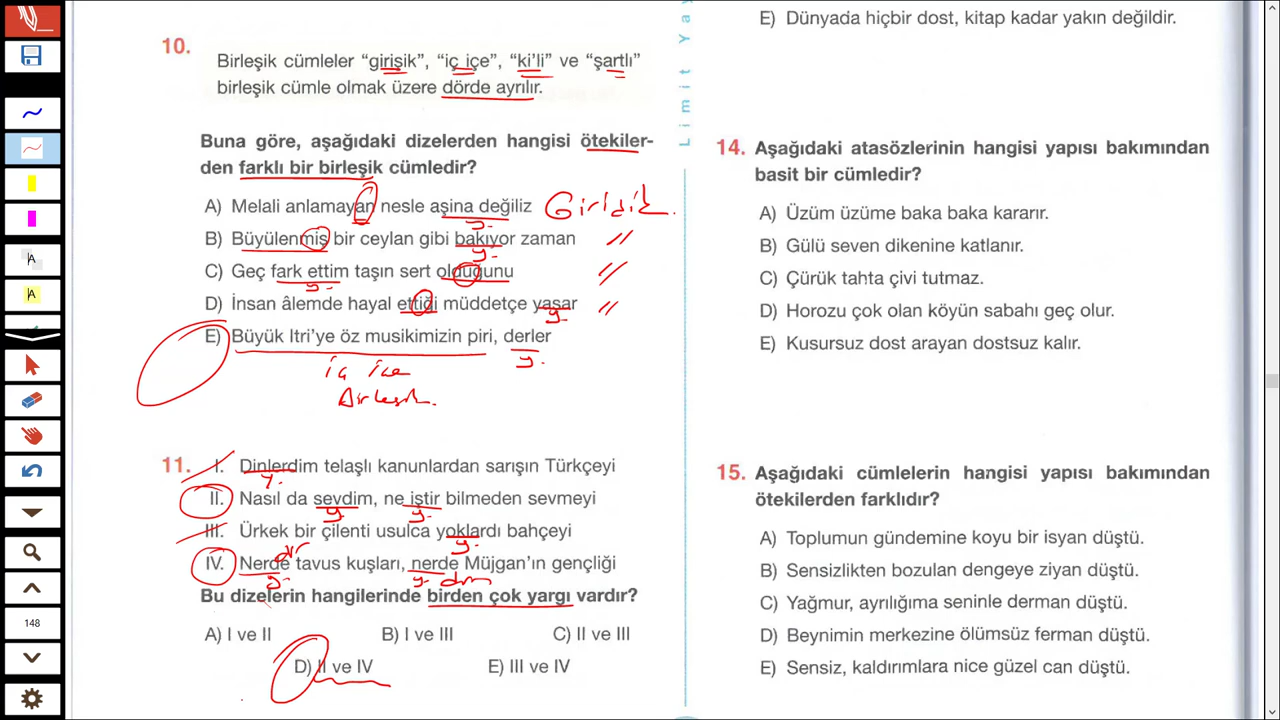 10.
Birleşik cümleler “girişik”, “iç içe”, “ki’li” ve “şartlı”
birleşik cümle olmak üzere dörde ayrılır.
Buna göre, aşağıdaki dizelerden hangisi ötekiler-
den farklı bir birleşik cümledir?
A) Melali anlamayan nesle aşina değiliz Girişik.
B) Büyülenmiş bir ceylan gibi bakıyor zaman "
y.
C) Geç fark ettim taşın sert olduğunu "
y.
D) İnsan âlemde hayal ettiği müddetçe yaşar "
y.
E) Büyük Itri’ye öz musikimizin piri, derler
y.
iç içe
Birleşik.
11. I. Dinlerdim telaşlı kanunlardan sarışın Türkçeyi
y.
II. Nasıl da sevdim, ne iştir bilmeden sevmeyi
y. y.
III. Ürkek bir çilenti usulca yoklardı bahçeyi
y.
IV. Nerde tavus kuşları, nerde Müjgan’ın gençliği
y. y.
Bu dizelerin hangilerinde birden çok yargı vardır?
A) I ve II B) I ve III C) II ve III
D) II ve IV E) III ve IV
Limit Ya
E) Dünyada hiçbir dost, kitap kadar yakın değildir.
14. Aşağıdaki atasözlerinin hangisi yapısı bakımından
basit bir cümledir?
A) Üzüm üzüme baka baka kararır.
B) Gülü seven dikenine katlanır.
C) Çürük tahta çivi tutmaz.
D) Horozu çok olan köyün sabahı geç olur.
E) Kusursuz dost arayan dostsuz kalır.
15. Aşağıdaki cümlelerin hangisi yapısı bakımından
ötekilerden farklıdır?
A) Toplumun gündemine koyu bir isyan düştü.
B) Sensizlikten bozulan dengeye ziyan düştü.
C) Yağmur, ayrılığıma seninle derman düştü.
D) Beynimin merkezine ölümsüz ferman düştü.
E) Sensiz, kaldırımlara nice güzel can düştü.
A
A
148